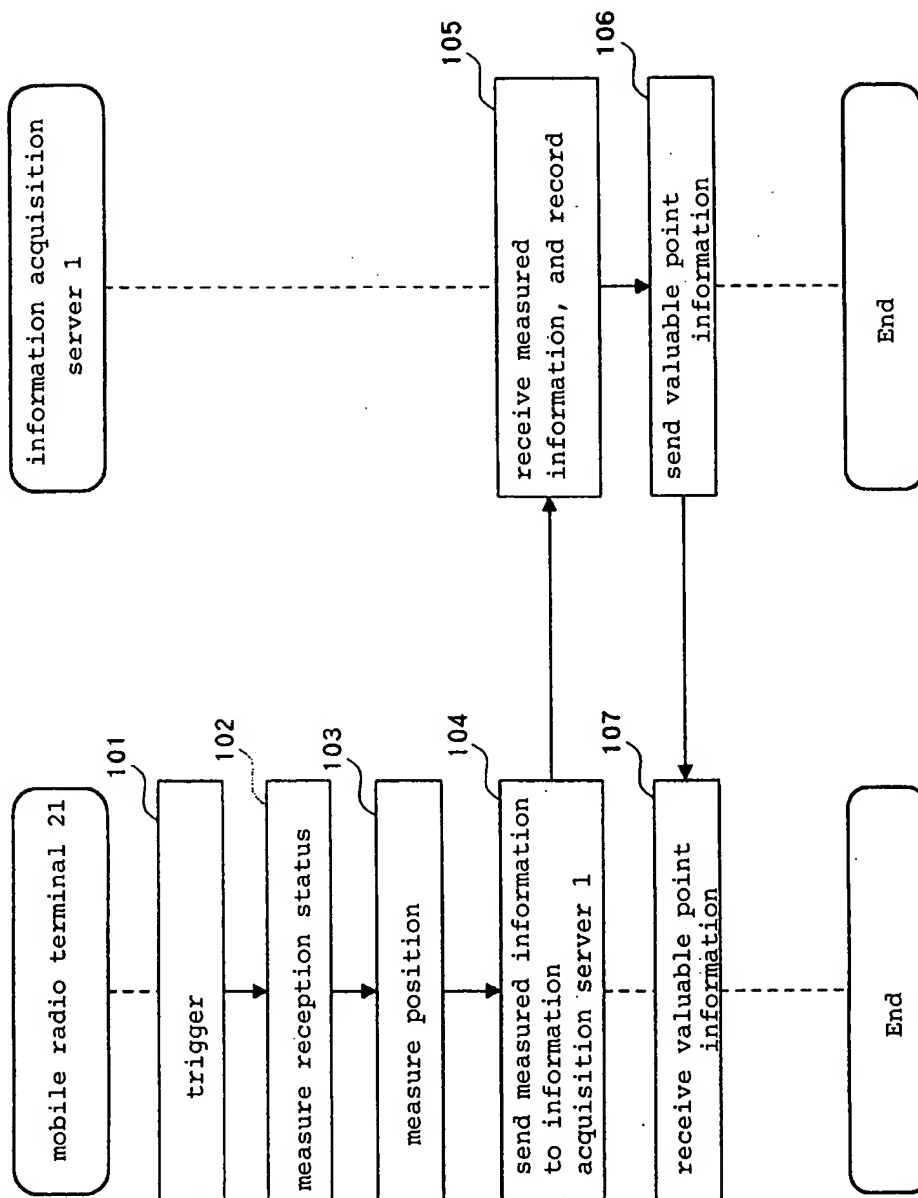 mobile radio terminal 21
101
trigger
102
measure reception status
103
measure position
104
send measured information
to information
acquisition server 1
107
receive valuable point
information
End
information acquisition
server 1
105
receive measured
information, and record
106
send valuable point
information
End